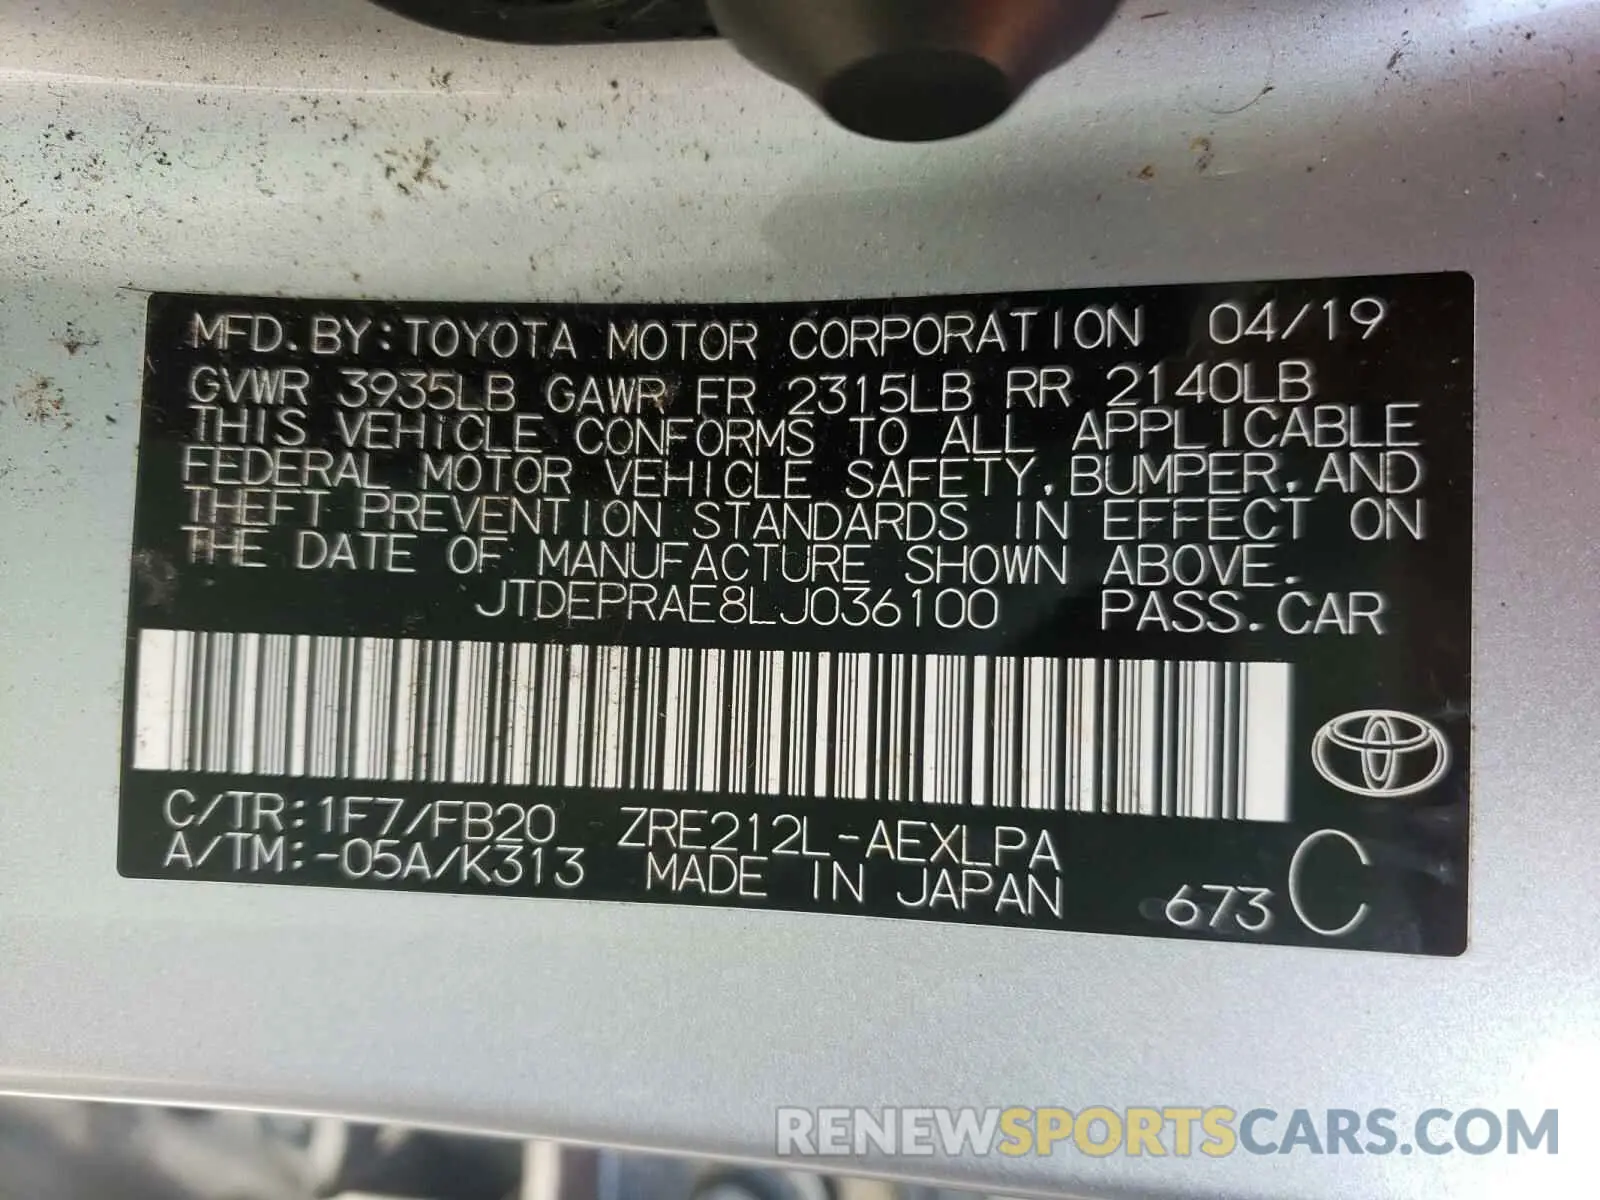 MFD. BY: TOYOTA MOTOR CORPORATION 04/19
GVWR 3935LB GAWR FR 2315LB RR 2140LB
THIS VEHICLE CONFORMS TO ALL APPLICABLE
FEDERAL MOTOR VEHICLE SAFETY, BUMPER, AND
THEFT PREVENTION STANDARDS IN EFFECT ON
THE DATE OF MANUFACTURE SHOWN ABOVE.
JTDEPRAE8LJ036100 PASS. CAR
C/TR: 1F7/FB20 ZRE212L-AEXLPA
A/TM: -05A/K313 MADE IN JAPAN 673 C
RENEWSPORTSCARS.COM